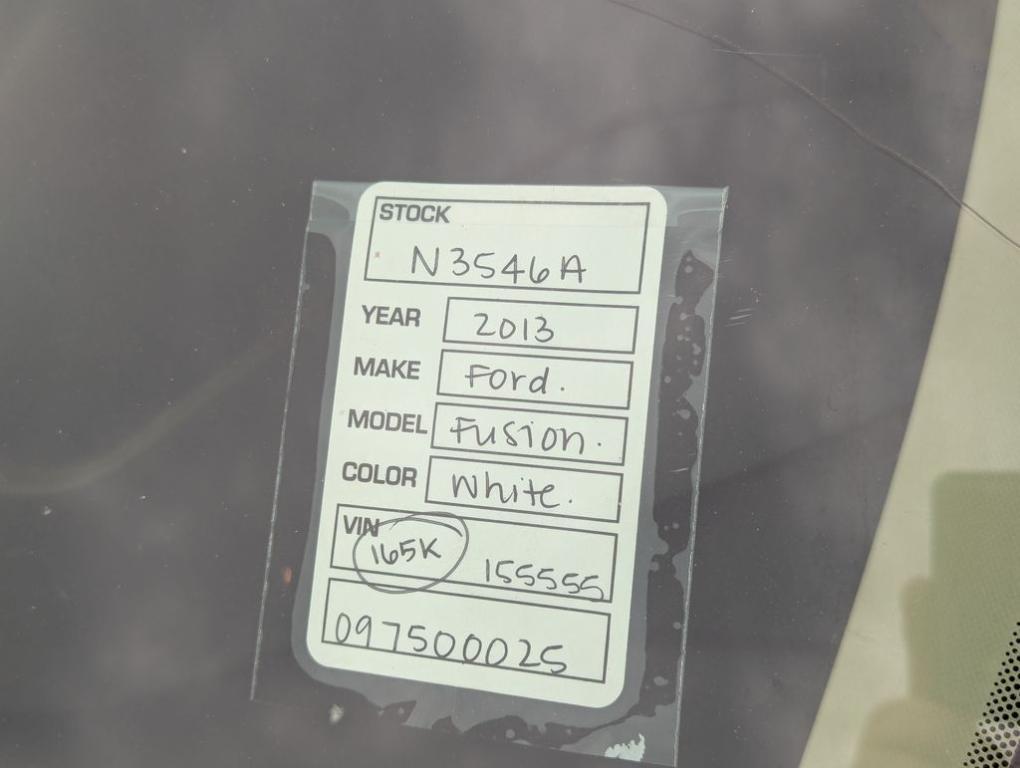 STOCK
N3546A
YEAR 2013
MAKE Ford.
MODEL Fusion.
COLOR White.
VIN
165K 155555
097500025